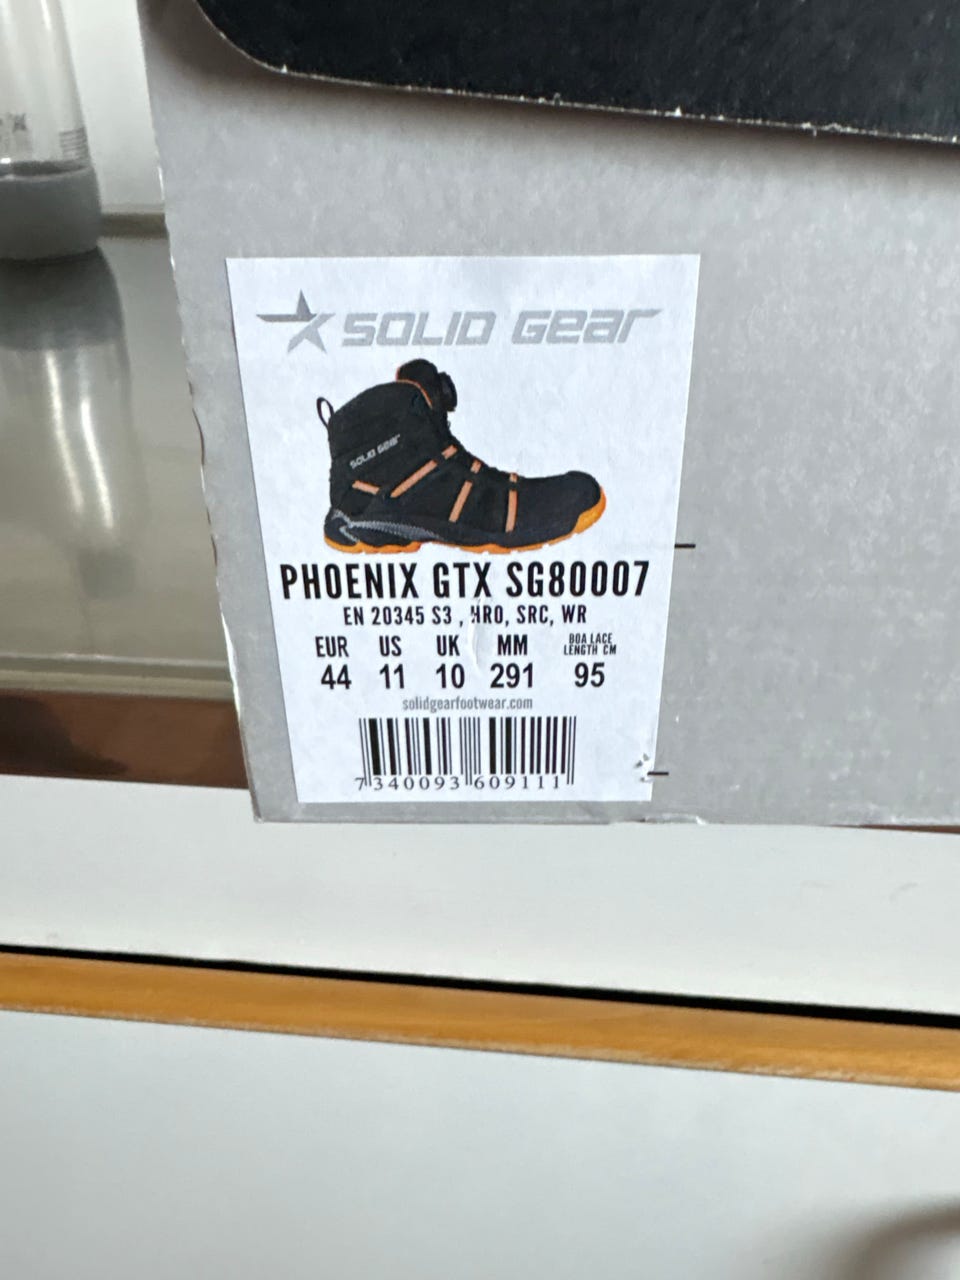 SOLID GEAR
SOLID GEAR
PHOENIX GTX SG80007
EN 20345 S3 , HRO, SRC, WR
EUR US UK MM BOA LACE LENGTH CM
44 11 10 291 95
solidgearfootwear.com
7 340093 609111